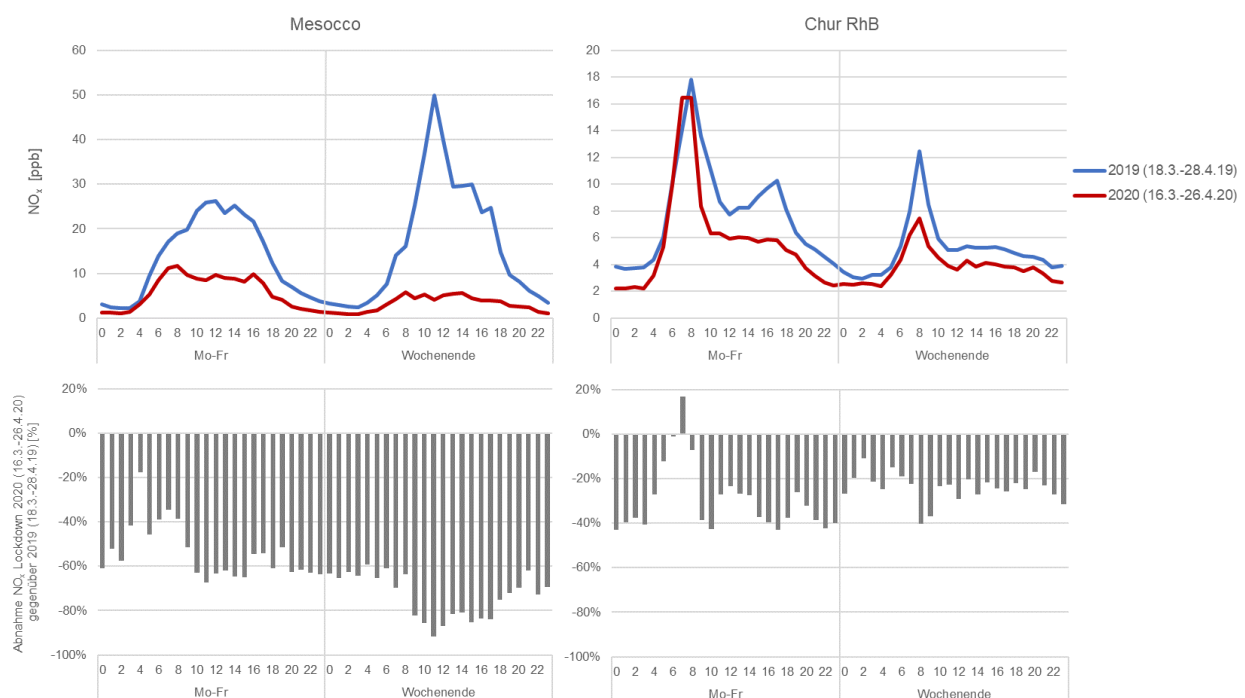 Mesocco
60
50
40
30
20
10
0
NOx [ppb]
0 2 4 6 8 10 12 14 16 18 20 22 0 2 4 6 8 10 12 14 16 18 20 22
Mo-Fr Wochenende
Chur RhB
20
18
16
14
12
10
8
6
4
2
0
0 2 4 6 8 10 12 14 16 18 20 22 0 2 4 6 8 10 12 14 16 18 20 22
Mo-Fr Wochenende
2019 (18.3.-28.4.19)
2020 (16.3.-26.4.20)
20%
0%
-20%
-40%
-60%
-80%
-100%
Abnahme NOx Lockdown 2020 (16.3.-26.4.20)
gegenüber 2019 (18.3.-28.4.19) [%]
0 2 4 6 8 10 12 14 16 18 20 22 0 2 4 6 8 10 12 14 16 18 20 22
Mo-Fr Wochenende
20%
0%
-20%
-40%
-60%
-80%
-100%
0 2 4 6 8 10 12 14 16 18 20 22 0 2 4 6 8 10 12 14 16 18 20 22
Mo-Fr Wochenende